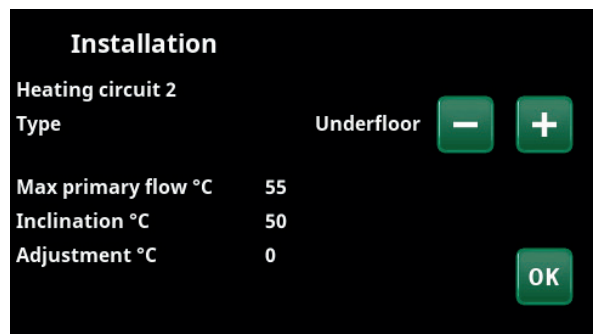 Installation
Heating circuit 2
Type Underfloor − +
Max primary flow °C 55
Inclination °C 50
Adjustment °C 0
OK